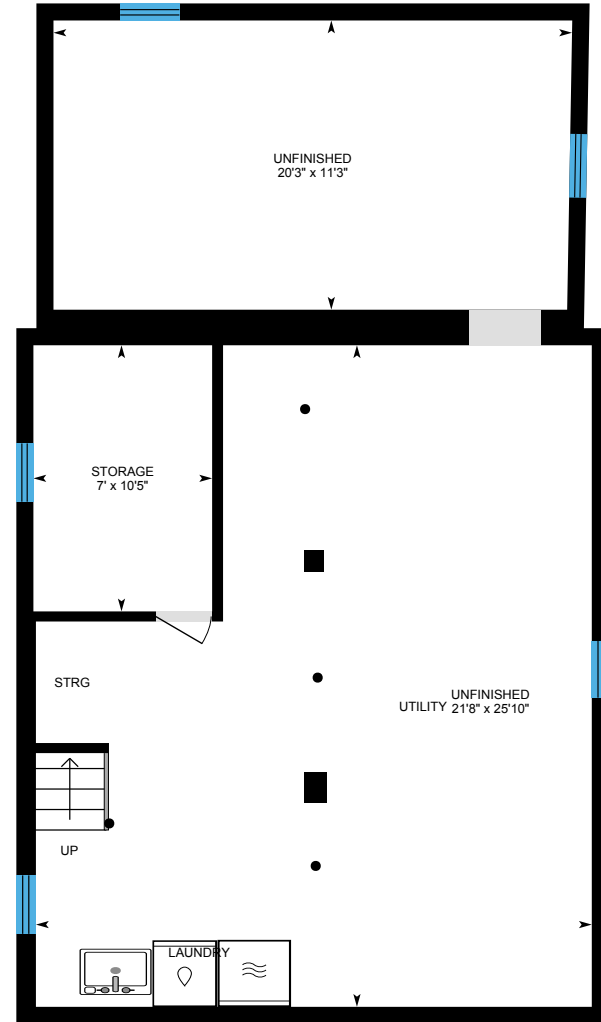 UNFINISHED
20'3" x 11'3"
STORAGE
7' x 10'5"
STRG
UTILITY
UNFINISHED
21'8" x 25'10"
UP
LAUNDRY